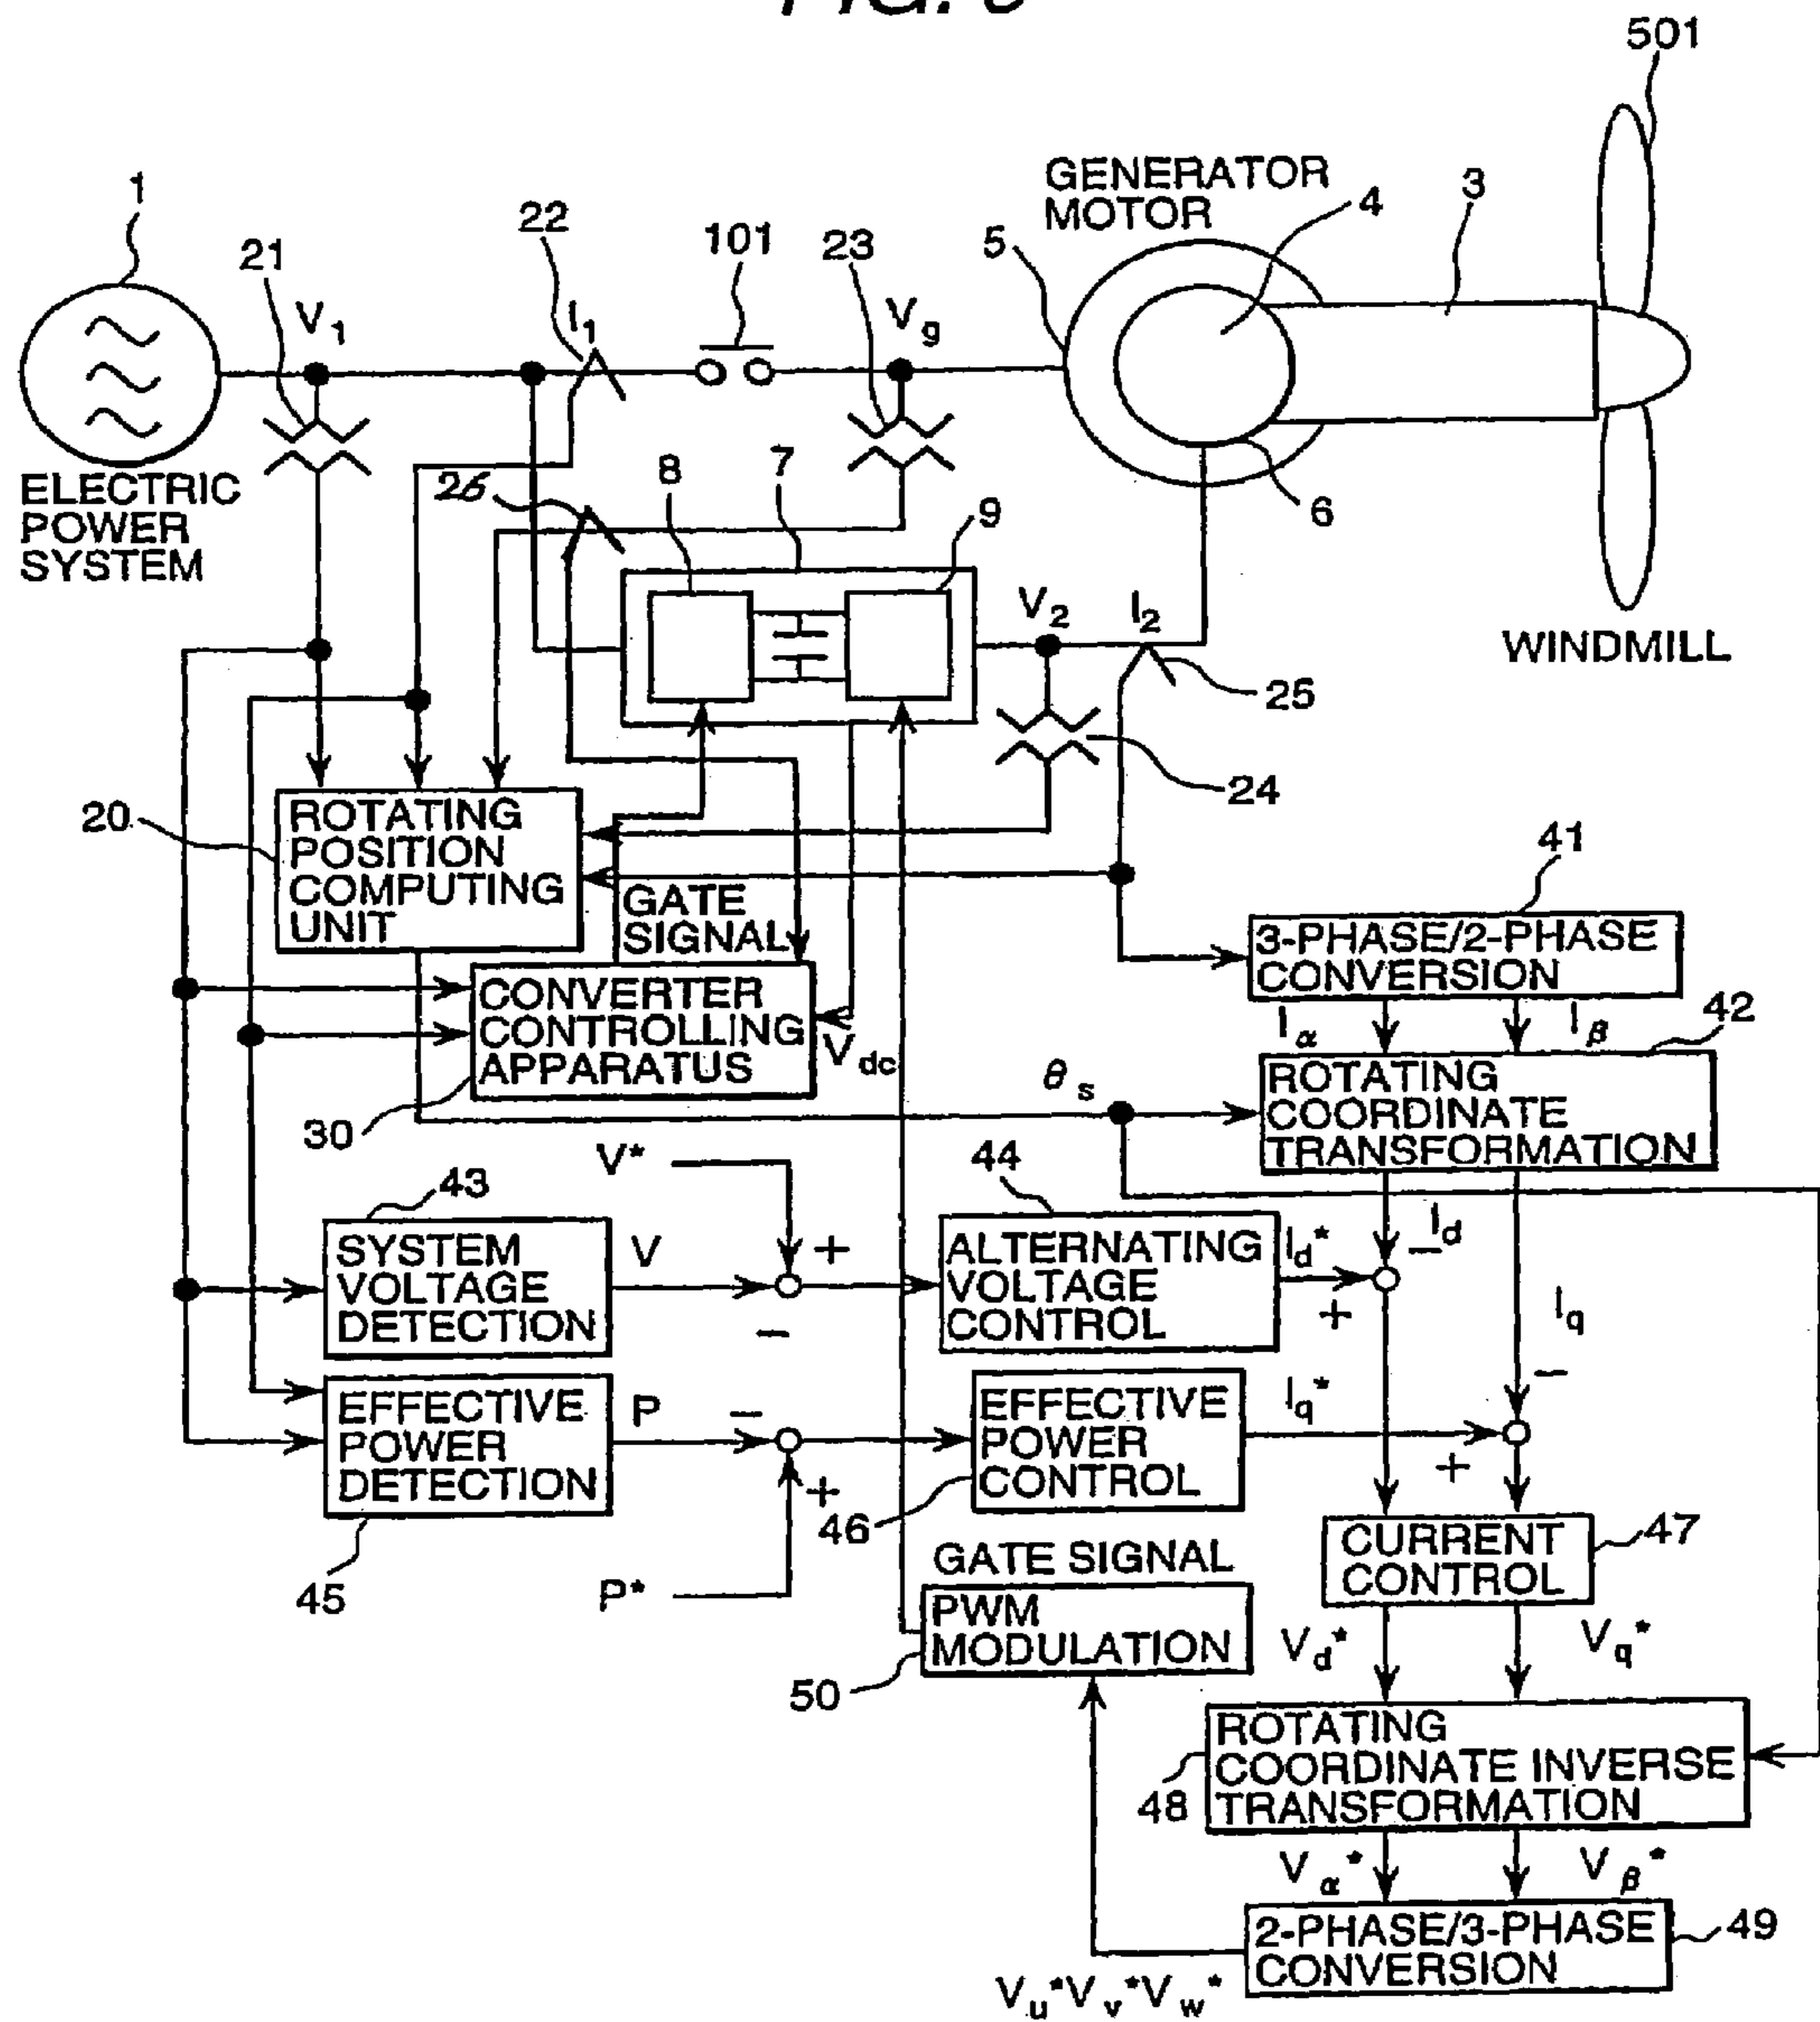 501
1
GENERATOR
MOTOR
4
3
22
101
23
5
21
V1
I1
Vg
ELECTRIC
POWER
SYSTEM
26
8
7
9
6
V2
I2
WINDMILL
25
24
20
ROTATING
POSITION
COMPUTING
UNIT
GATE
SIGNAL
41
3-PHASE/2-PHASE
CONVERSION
CONVERTER
CONTROLLING
APPARATUS
Vdc
Iα
Iβ
42
θs
ROTATING
COORDINATE
TRANSFORMATION
30
V*
43
44
SYSTEM
VOLTAGE
DETECTION
V
+
−
ALTERNATING
VOLTAGE
CONTROL
Id*
−
Id
+
Iq
EFFECTIVE
POWER
DETECTION
P
−
+
EFFECTIVE
POWER
CONTROL
Iq*
−
+
45
46
P*
GATE SIGNAL
CURRENT
CONTROL
47
PWM
MODULATION
50
Vd*
Vq*
ROTATING
COORDINATE INVERSE
TRANSFORMATION
48
Vα*
Vβ*
2-PHASE/3-PHASE
CONVERSION
49
Vu*Vv*Vw*